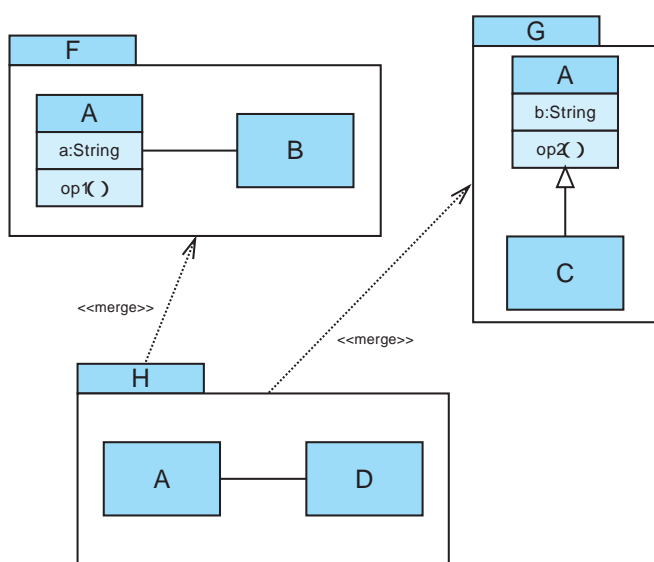 F
A
a:String
op1( )
B
G
A
b:String
op2( )
C
<<merge>>
<<merge>>
H
A
D